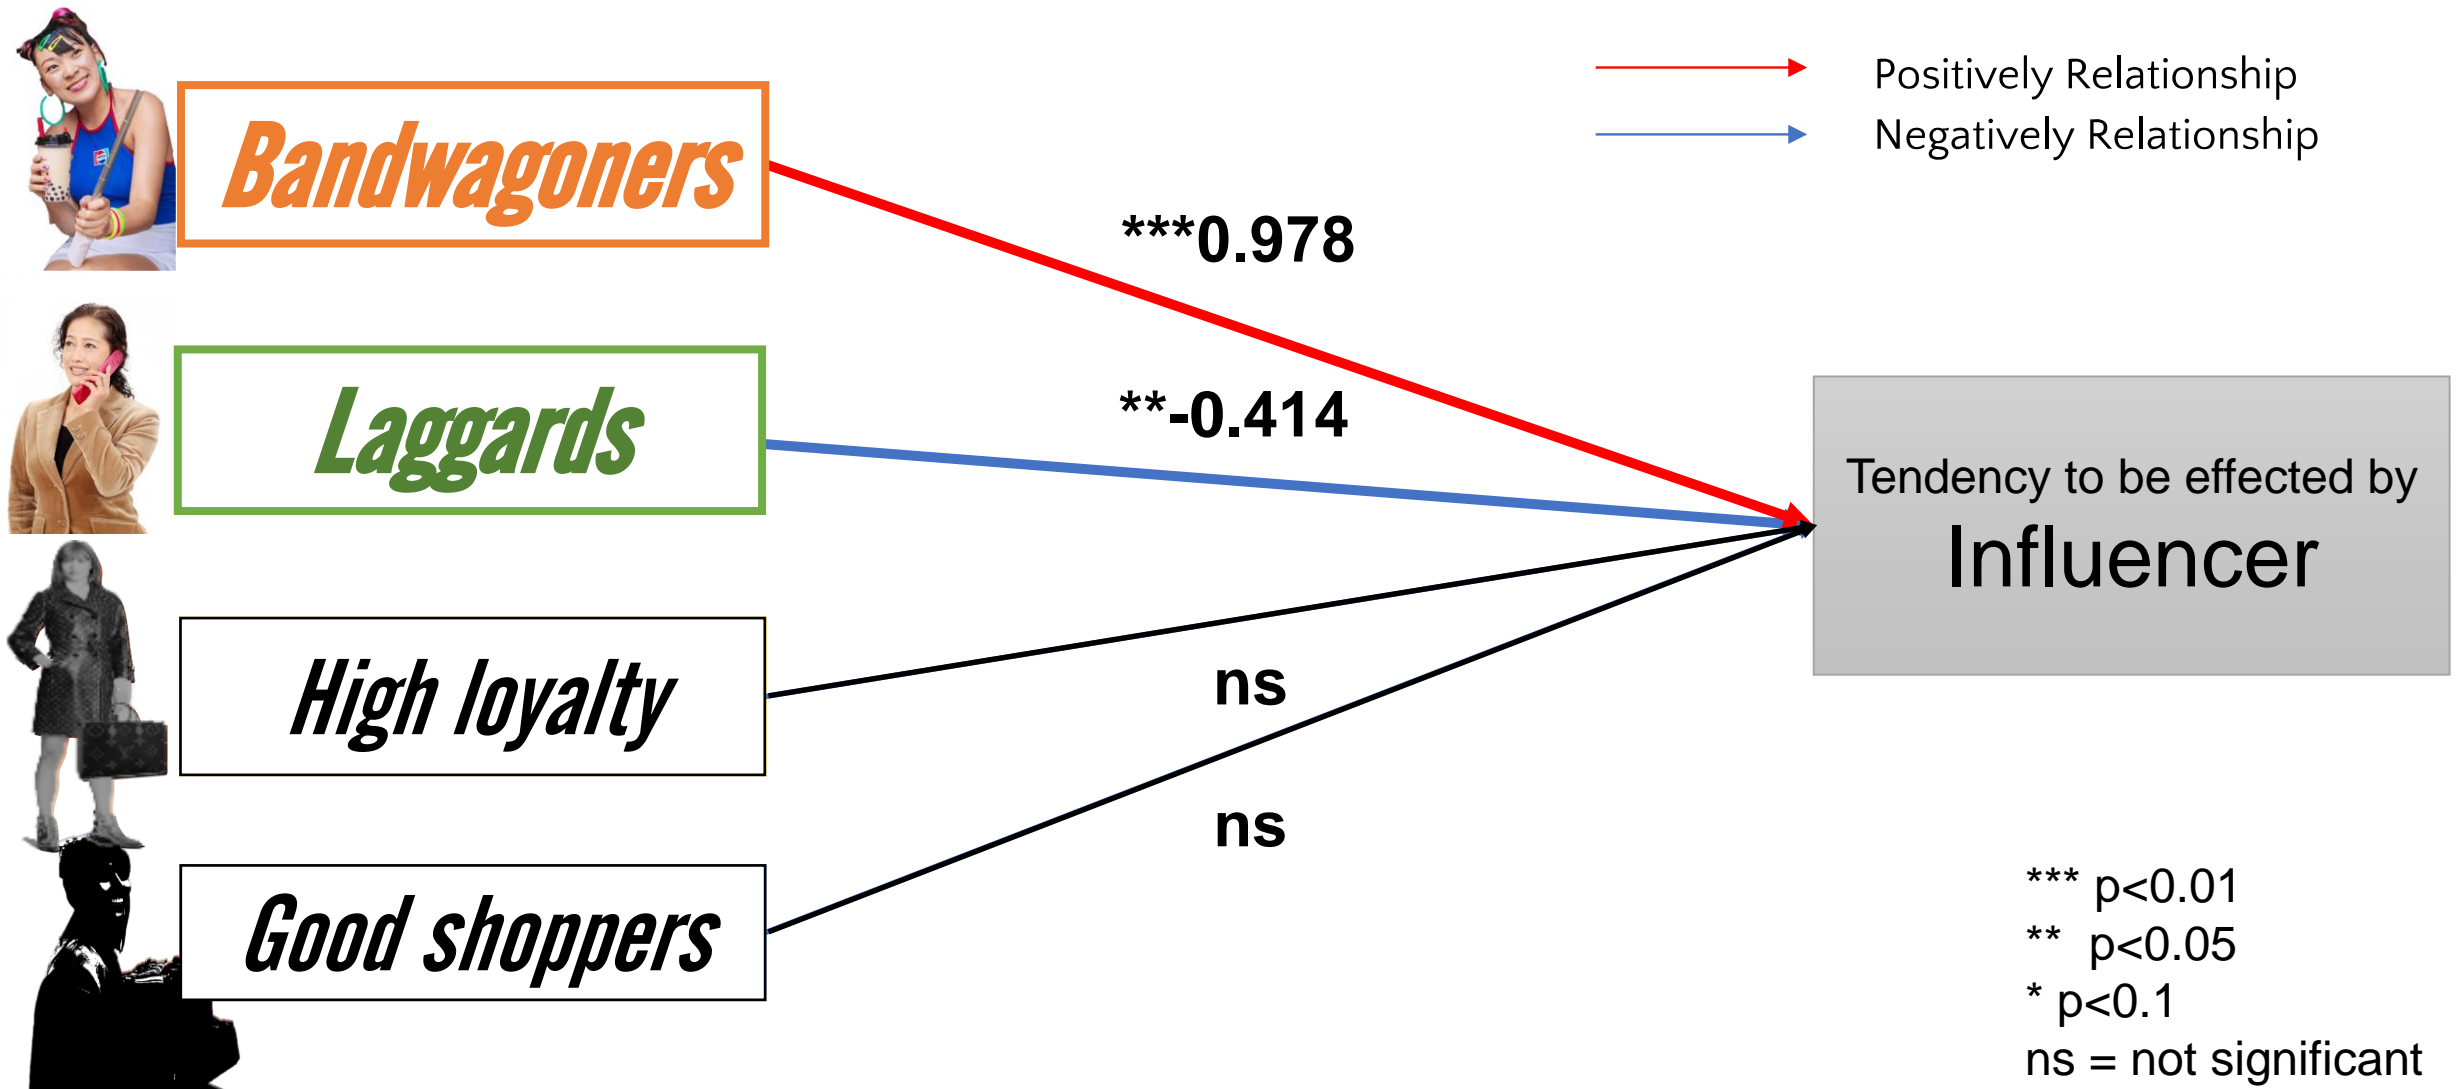 Positively Relationship
Negatively Relationship
Bandwagoners
***0.978
Laggards
**-0.414
Tendency to be effected by
Influencer
High loyalty
ns
Good shoppers
ns
*** p<0.01
** p<0.05
* p<0.1
ns = not significant